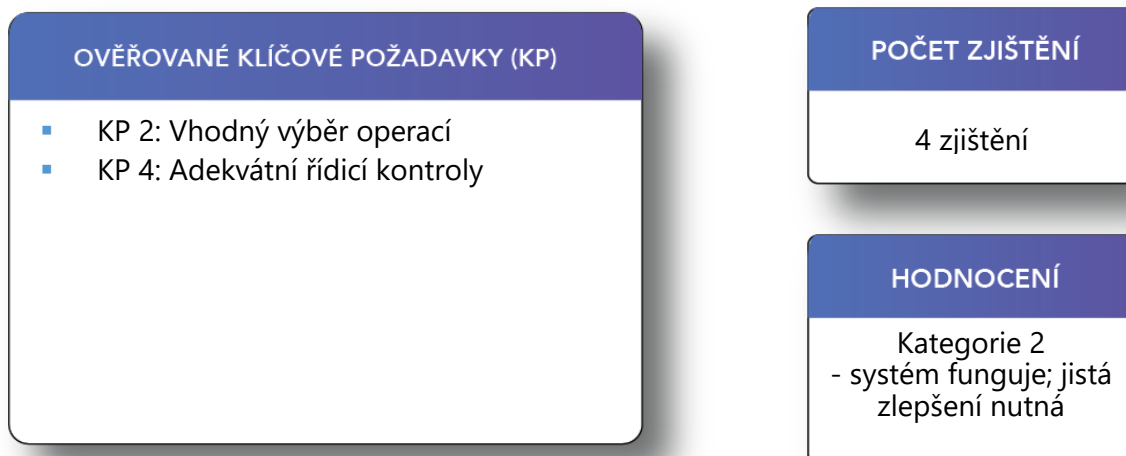 OVĚŘOVANÉ KLÍČOVÉ POŽADAVKY (KP)
▪ KP 2: Vhodný výběr operací
▪ KP 4: Adekvátní řídicí kontroly
POČET ZJIŠTĚNÍ
4 zjištění
HODNOCENÍ
Kategorie 2
- systém funguje; jistá
zlepšení nutná